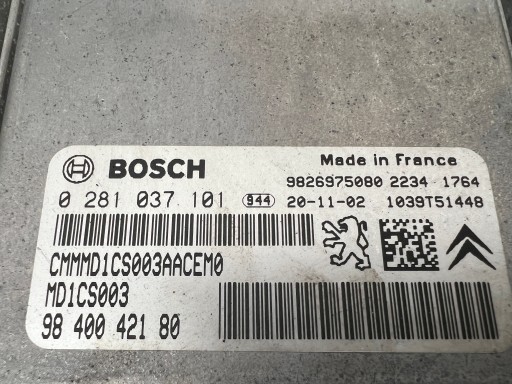 BOSCH
Made in France
0 281 037 101
944
9826975080 2234 1764
20-11-02 1039T51448
CMMMD1CS003AACEM0
MD1CS003
98 400 421 80